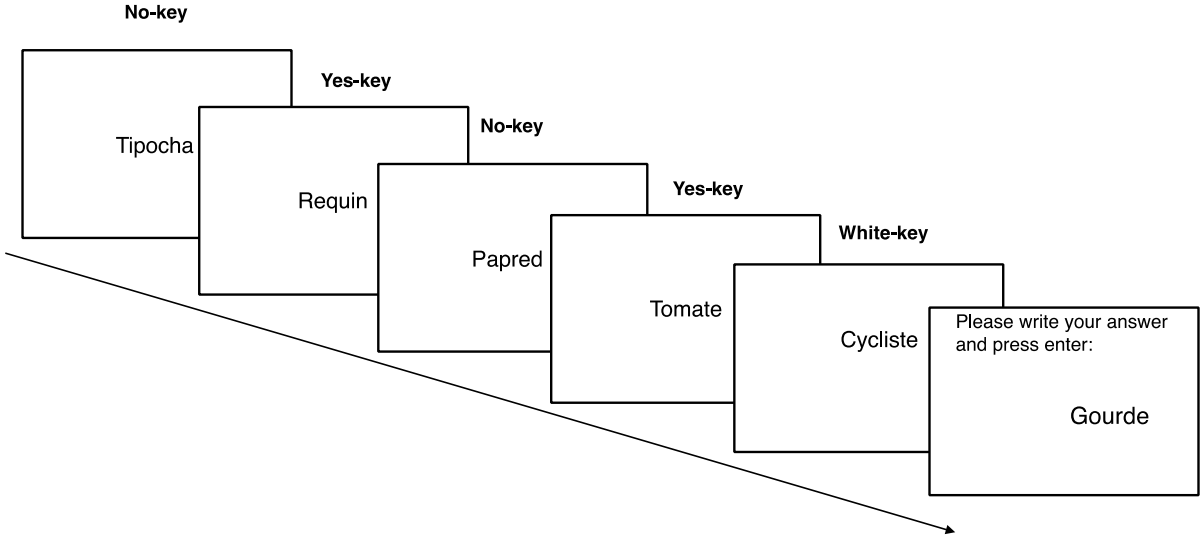 No-key
Tipocha
Yes-key
Requin
No-key
Papred
Yes-key
Tomate
White-key
Cycliste
Please write your answer
and press enter:
Gourde